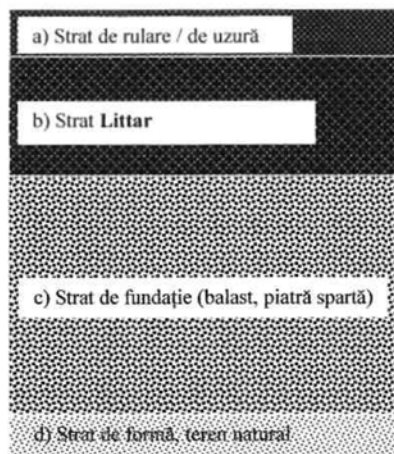 a) Strat de rulare / de uzură
b) Strat Littar
c) Strat de fundație (balast, piatră spartă)
d) Strat de formă, teren natural